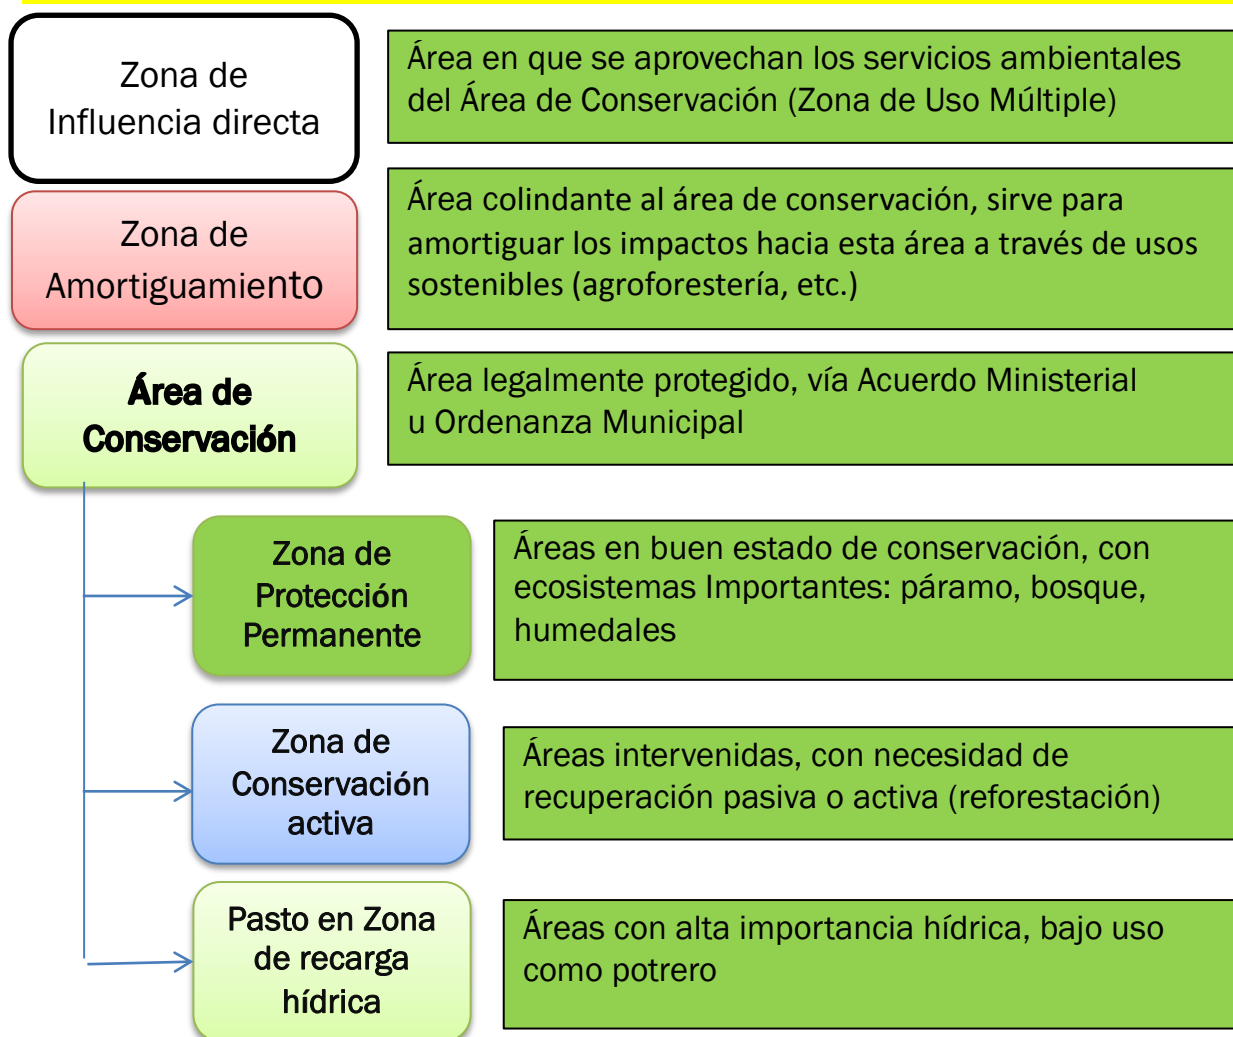 Zona de
Influencia directa
Área en que se aprovechan los servicios ambientales
del Área de Conservación (Zona de Uso Múltiple)
Zona de
Amortiguamiento
Área colindante al área de conservación, sirve para
amortiguar los impactos hacia esta área a través de usos
sostenibles (agroforestería, etc.)
Área de
Conservación
Área legalmente protegido, vía Acuerdo Ministerial
u Ordenanza Municipal
Zona de
Protección
Permanente
Áreas en buen estado de conservación, con
ecosistemas Importantes: páramo, bosque,
humedales
Zona de
Conservación
activa
Áreas intervenidas, con necesidad de
recuperación pasiva o activa (reforestación)
Pasto en Zona
de recarga
hídrica
Áreas con alta importancia hídrica, bajo uso
como potrero